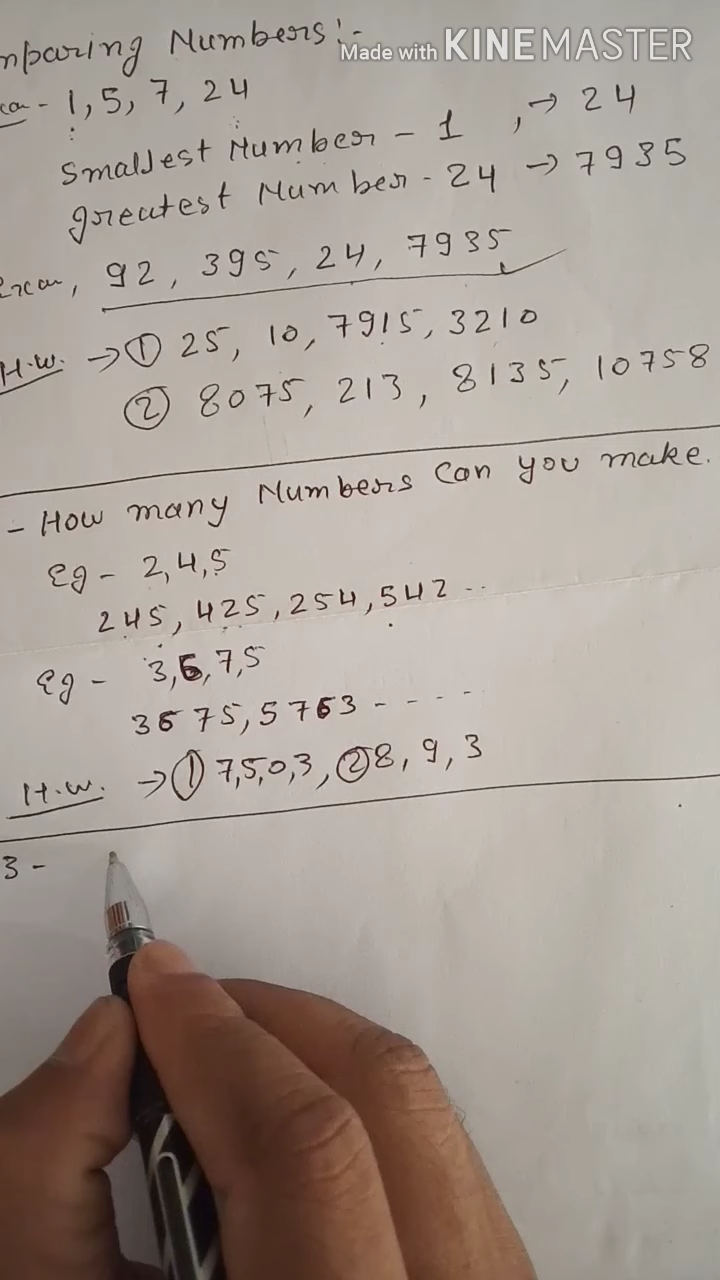 mparing Numbers:-
Made with KINEMASTER
- 1, 5, 7, 24
Smallest Number - 1 , → 24
greatest Number - 24 → 7935
92, 395, 24, 7935
H.W. → ① 25, 10, 7915, 3210
② 8075, 213, 8135, 10758
- How many Numbers can you make.
Eg - 2,4,5
245, 425, 254, 542 ..
Eg - 3,6,7,5
3675, 5763 - - - -
H.W. → ① 7,5,0,3, ② 8, 9, 3
3 -